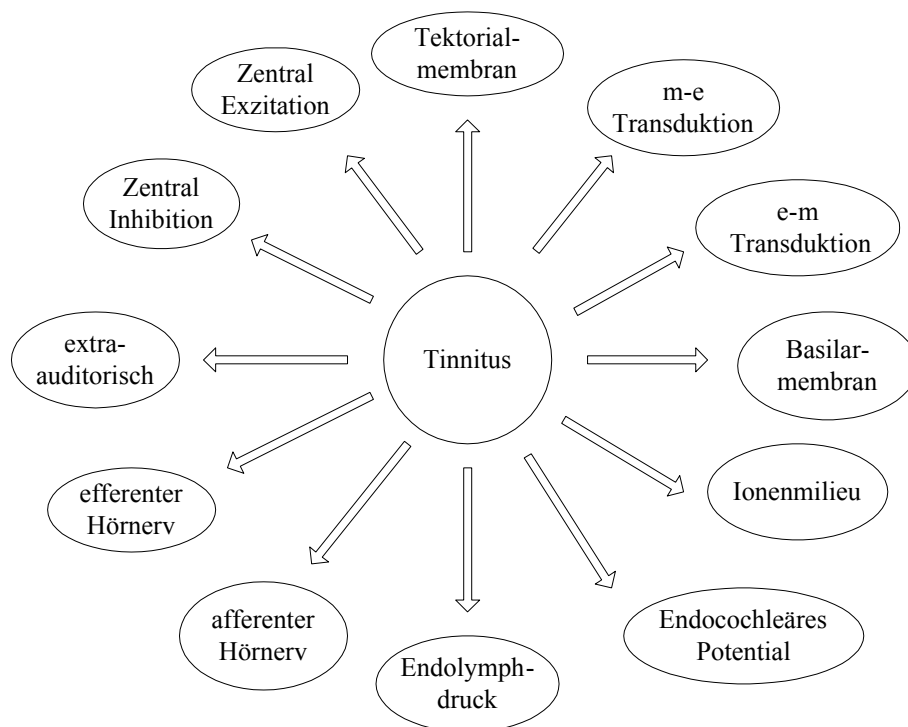 Tektorial-
membran
Zentral
Exzitation
m-e
Transduktion
Zentral
Inhibition
e-m
Transduktion
extra-
auditorisch
Tinnitus
Basilar-
membran
efferenter
Hörnerv
Ionenmilieu
afferenter
Hörnerv
Endolymph-
druck
Endocochleäres
Potential